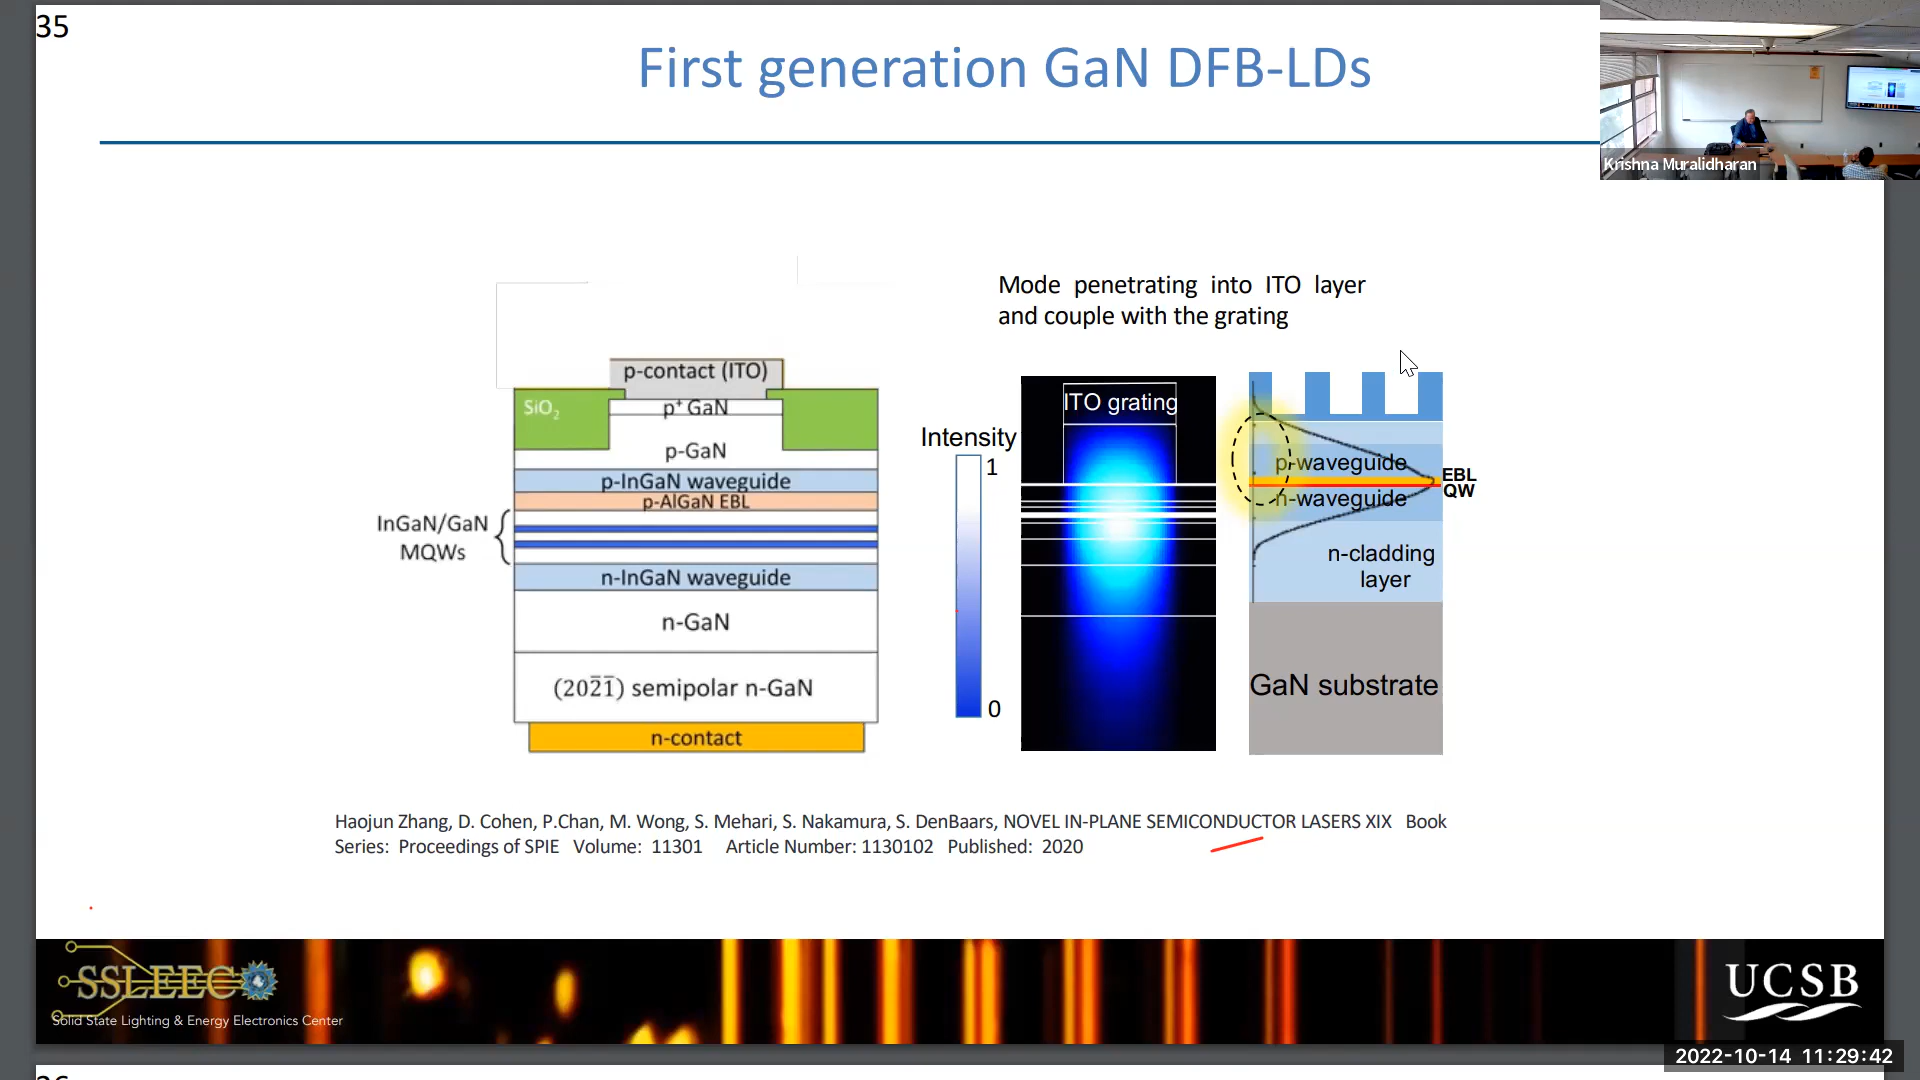 35
First generation GaN DFB-LDs
Krishna Muralidharan
Mode penetrating into ITO layer
and couple with the grating
p-contact (ITO)
SiO₂
p⁺ GaN
p-GaN
p-InGaN waveguide
p-AlGaN EBL
InGaN/GaN
MQWs
n-InGaN waveguide
n-GaN
(202̅1̅) semipolar n-GaN
n-contact
Intensity
1
0
ITO grating
p-waveguide
EBL
QW
n-waveguide
n-cladding
layer
GaN substrate
Haojun Zhang, D. Cohen, P.Chan, M. Wong, S. Mehari, S. Nakamura, S. DenBaars, NOVEL IN-PLANE SEMICONDUCTOR LASERS XIX Book
Series: Proceedings of SPIE Volume: 11301 Article Number: 1130102 Published: 2020
SSLEEC
Solid State Lighting & Energy Electronics Center
UCSB
2022-10-14 11:29:42